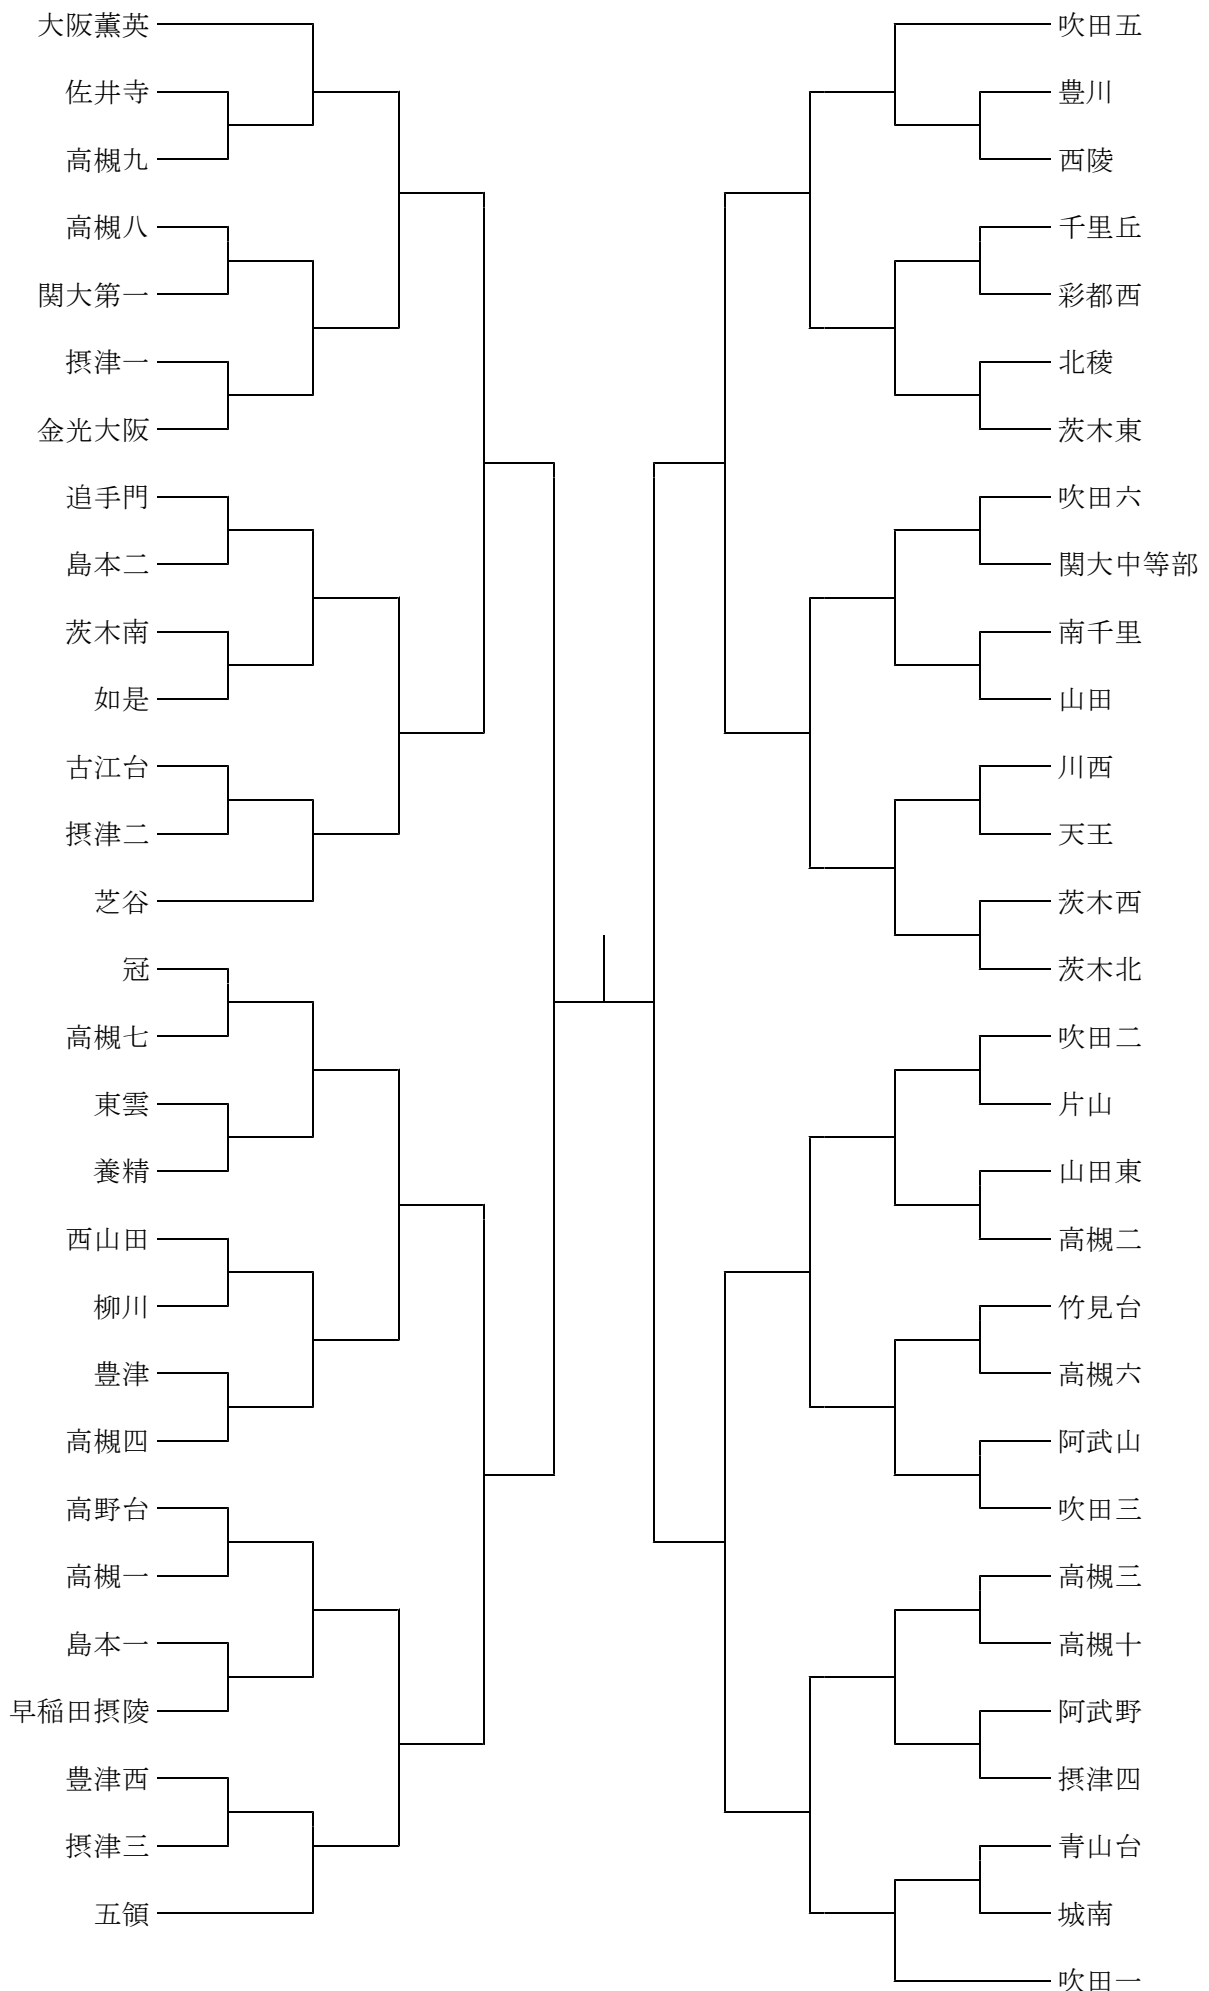 大阪薫英
佐井寺
高槻九
高槻八
関大第一
摂津一
金光大阪
追手門
島本二
茨木南
如是
古江台
摂津二
芝谷
冠
高槻七
東雲
養精
西山田
柳川
豊津
高槻四
高野台
高槻一
島本一
早稲田摂陵
豊津西
摂津三
五領
吹田五
豊川
西陵
千里丘
彩都西
北稜
茨木東
吹田六
関大中等部
南千里
山田
川西
天王
茨木西
茨木北
吹田二
片山
山田東
高槻二
竹見台
高槻六
阿武山
吹田三
高槻三
高槻十
阿武野
摂津四
青山台
城南
吹田一